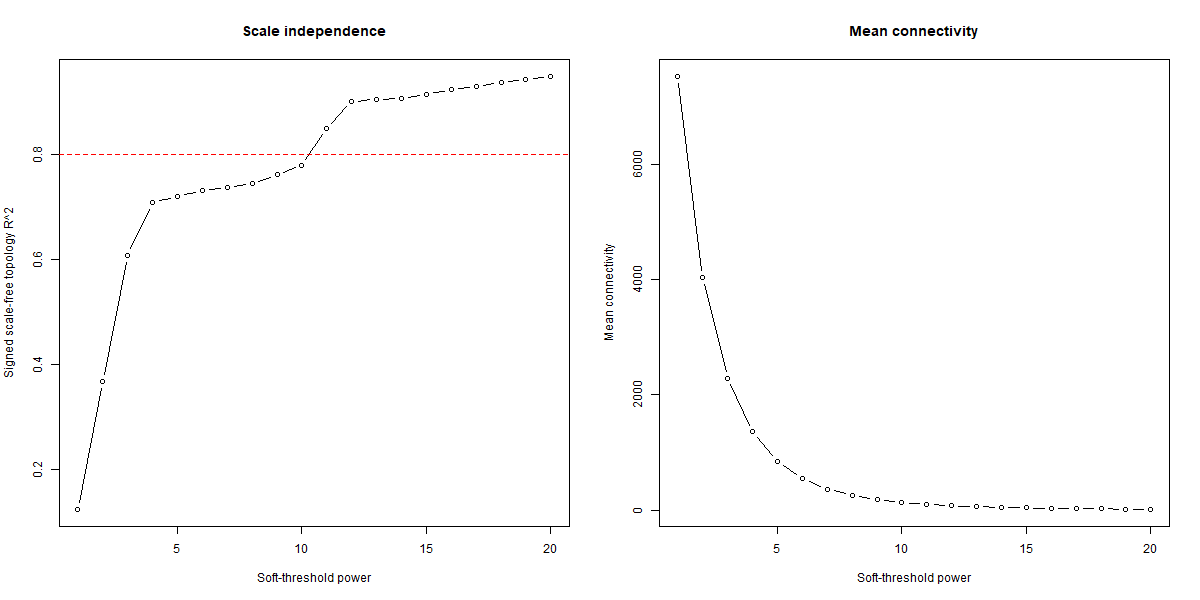 Scale independence
Signed scale-free topology R^2
0.8
0.6
0.4
0.2
5 10 15 20
Soft-threshold power
Mean connectivity
Mean connectivity
6000
4000
2000
0
5 10 15 20
Soft-threshold power